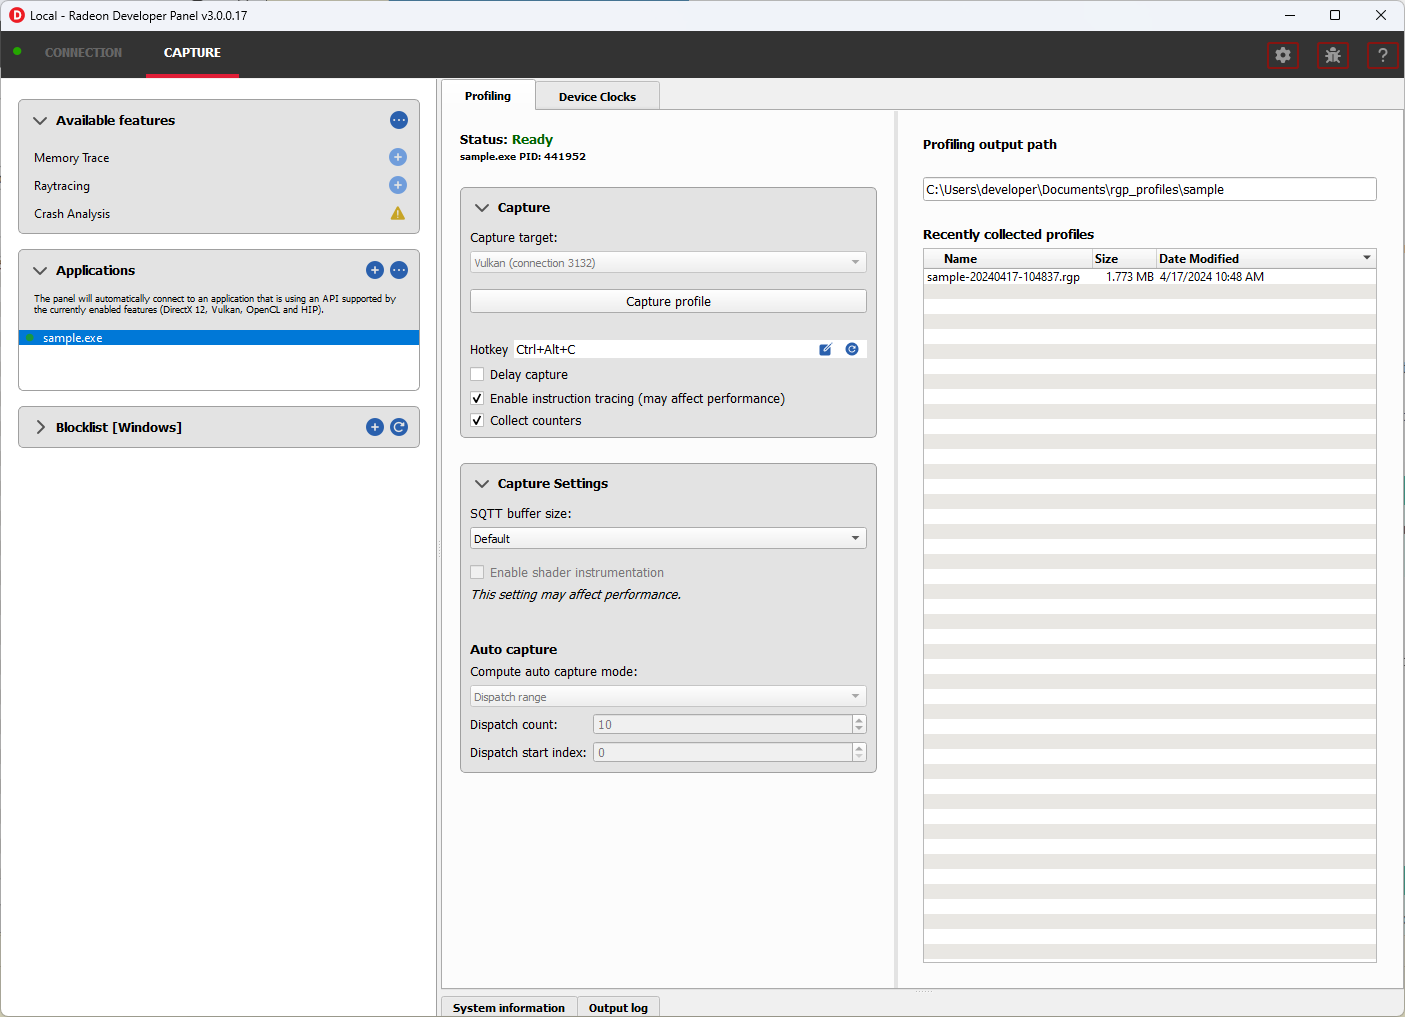 Local - Radeon Developer Panel v3.0.0.17
CONNECTION
CAPTURE
Available features
Memory Trace
Raytracing
Crash Analysis
Applications
The panel will automatically connect to an application that is using an API supported by
the currently enabled features (DirectX 12, Vulkan, OpenCL and HIP).
sample.exe
Blocklist [Windows]
Profiling
Device Clocks
Status: Ready
sample.exe PID: 441952
Capture
Capture target:
Vulkan (connection 3132)
Capture profile
Hotkey Ctrl+Alt+C
Delay capture
Enable instruction tracing (may affect performance)
Collect counters
Capture Settings
SQTT buffer size:
Default
Enable shader instrumentation
This setting may affect performance.
Auto capture
Compute auto capture mode:
Dispatch range
Dispatch count: 10
Dispatch start index: 0
Profiling output path
C:\Users\developer\Documents\rgp_profiles\sample
Recently collected profiles
Name Size Date Modified
sample-20240417-104837.rgp 1.773 MB 4/17/2024 10:48 AM
System information
Output log